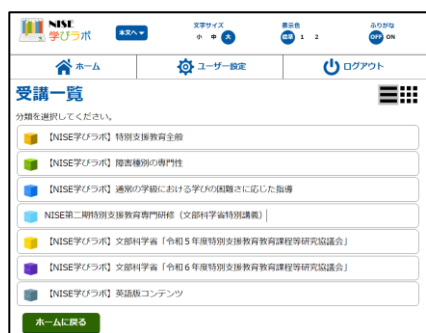 NISE
学びラボ
本文へ
文字サイズ
小 中 大
表示色
標準 1 2
ふりがな
OFF ON
ホーム
ユーザー設定
ログアウト
受講一覧
分類を選択してください。
【NISE学びラボ】特別支援教育全般
【NISE学びラボ】障害種別の専門性
【NISE学びラボ】通常の学級における学びの困難さに応じた指導
NISE第二期特別支援教育専門研修（文部科学省特別講義）
【NISE学びラボ】文部科学省「令和５年度特別支援教育教育課程等研究協議会」
【NISE学びラボ】文部科学省「令和６年度特別支援教育教育課程等研究協議会」
【NISE学びラボ】英語版コンテンツ
ホームに戻る